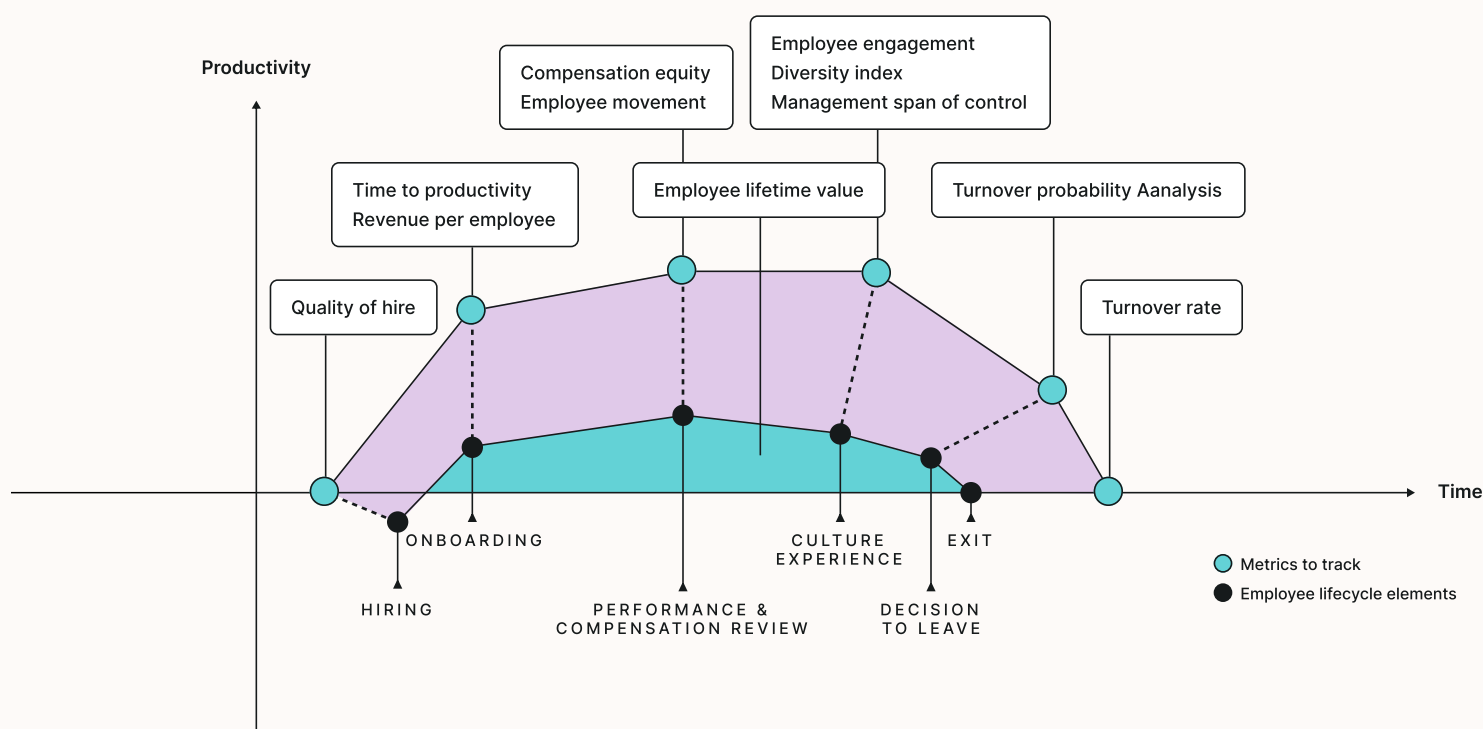 Productivity
Employee engagement
Diversity index
Management span of control
Compensation equity
Employee movement
Time to productivity
Revenue per employee
Employee lifetime value
Turnover probability Aanalysis
Quality of hire
Turnover rate
Time
ONBOARDING
CULTURE
EXPERIENCE
EXIT
HIRING
PERFORMANCE &
COMPENSATION REVIEW
DECISION
TO LEAVE
Metrics to track
Employee lifecycle elements